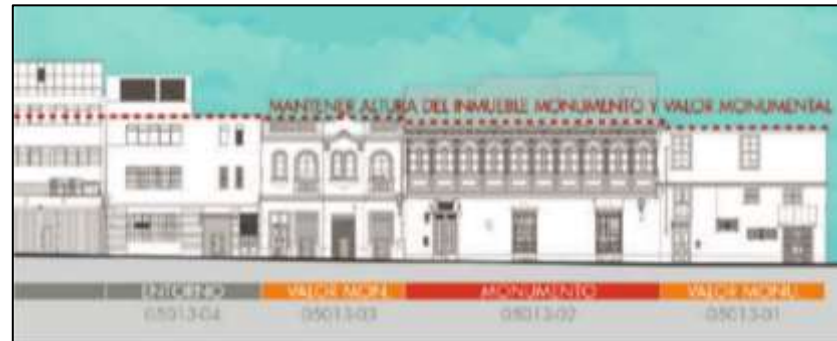 MANTENER ALTURA DEL INMUEBLE MONUMENTO Y VALOR MONUMENTAL
ENTORNO VALOR MON. MONUMENTO VALOR MONU.
05013-04 05013-03 05013-02 05013-01